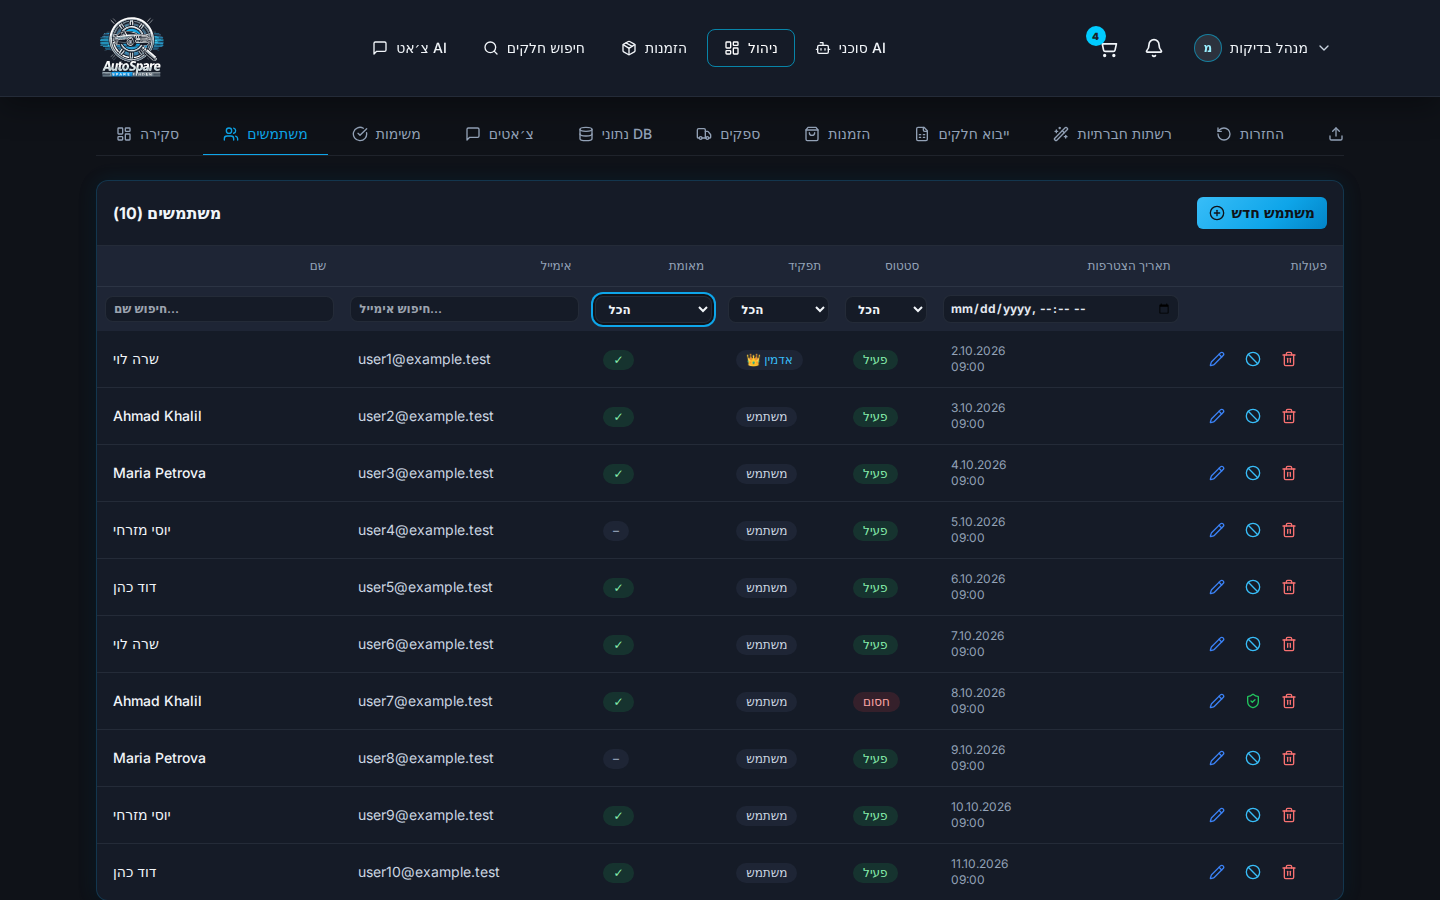 AutoSpare
צ׳אט AI
חיפוש חלקים
הזמנות
ניהול
סוכני AI
4
מ
מנהל בדיקות
סקירה
משתמשים
משימות
צ׳אטים
נתוני DB
ספקים
הזמנות
ייבוא חלקים
רשתות חברתיות
החזרות
משתמשים (10)
משתמש חדש
שם אימייל מאומת תפקיד סטטוס תאריך הצטרפות פעולות
חיפוש שם... חיפוש אימייל... הכל הכל הכל mm/dd/yyyy, --:-- --
שרה לוי user1@example.test ✓ אדמין 👑 פעיל 2.10.2026 09:00
Ahmad Khalil user2@example.test ✓ משתמש פעיל 3.10.2026 09:00
Maria Petrova user3@example.test ✓ משתמש פעיל 4.10.2026 09:00
יוסי מזרחי user4@example.test – משתמש פעיל 5.10.2026 09:00
דוד כהן user5@example.test ✓ משתמש פעיל 6.10.2026 09:00
שרה לוי user6@example.test ✓ משתמש פעיל 7.10.2026 09:00
Ahmad Khalil user7@example.test ✓ משתמש חסום 8.10.2026 09:00
Maria Petrova user8@example.test – משתמש פעיל 9.10.2026 09:00
יוסי מזרחי user9@example.test ✓ משתמש פעיל 10.10.2026 09:00
דוד כהן user10@example.test ✓ משתמש פעיל 11.10.2026 09:00